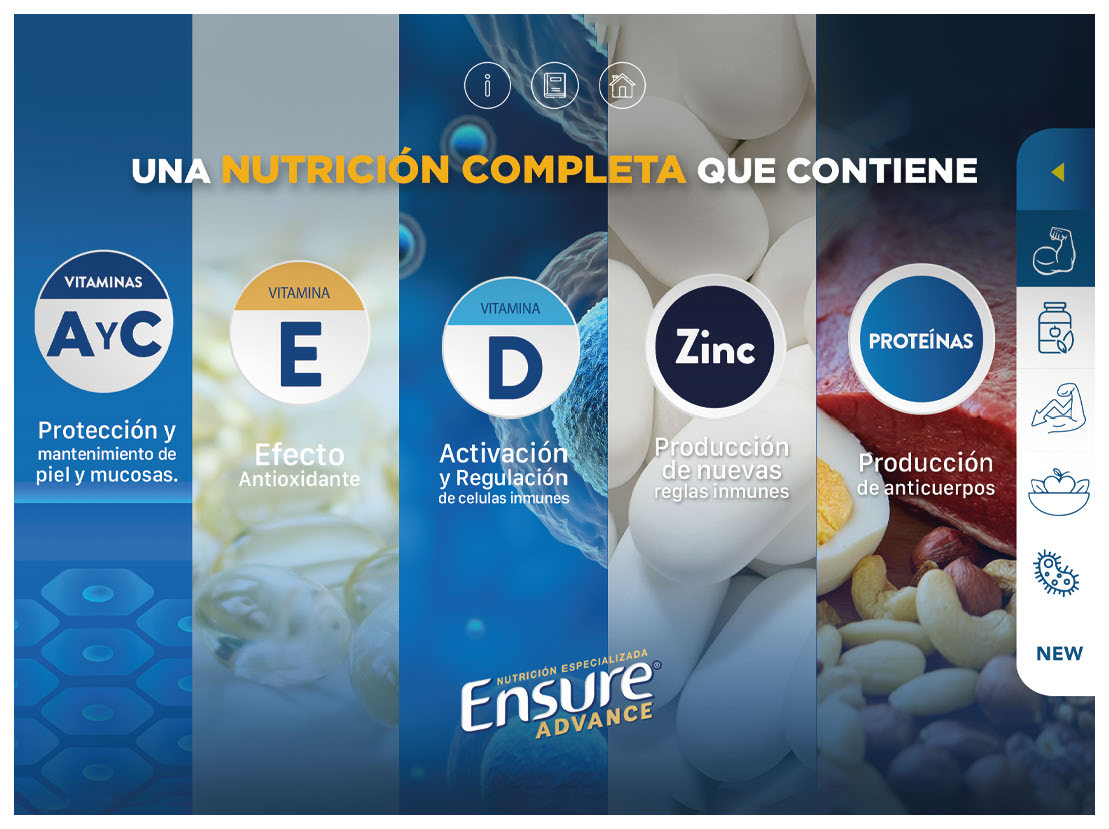 UNA NUTRICIÓN COMPLETA QUE CONTIENE
VITAMINAS
A Y C
Protección y
mantenimiento de
piel y mucosas.
VITAMINA
E
Efecto
Antioxidante
VITAMINA
D
Activación
y Regulación
de celulas inmunes
Zinc
Producción
de nuevas
reglas inmunes
PROTEÍNAS
Producción
de anticuerpos
NEW
NUTRICIÓN ESPECIALIZADA
Ensure®
ADVANCE